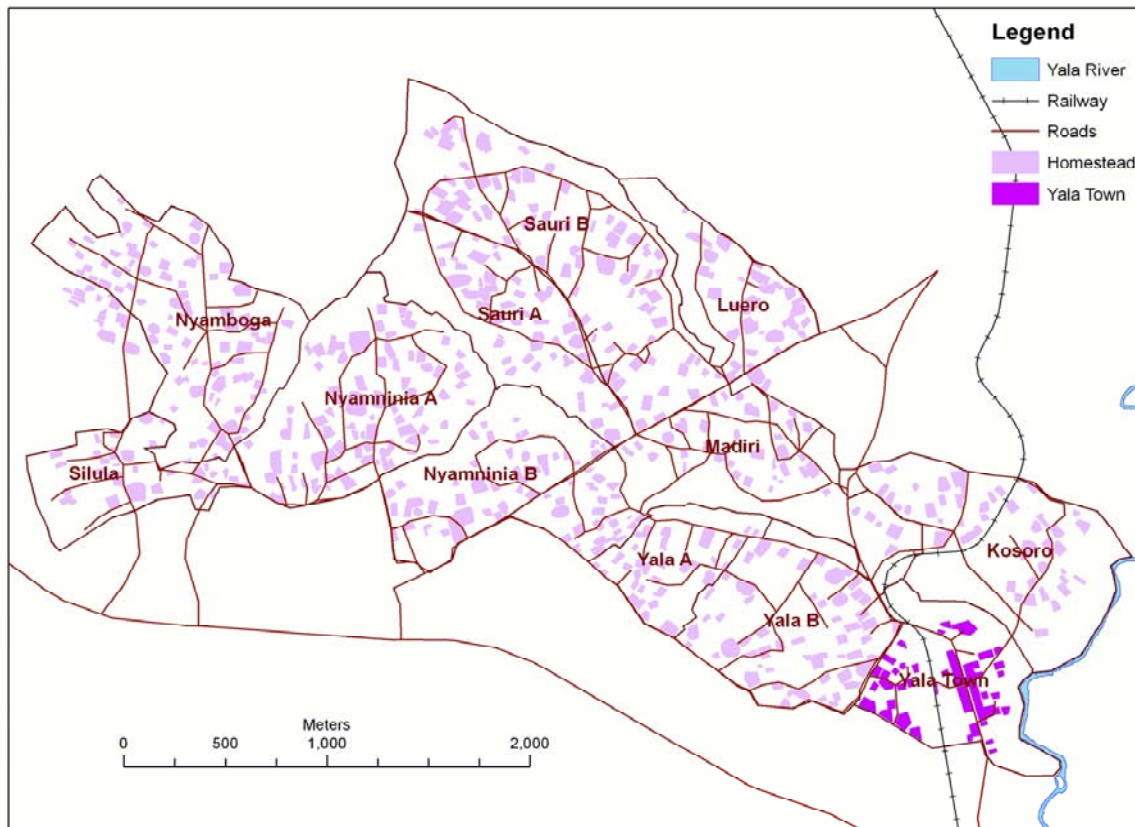 Legend
Yala River
Railway
Roads
Homestead
Yala Town
Sauri B
Luero
Sauri A
Nyamboga
Nyamninia A
Madiri
Nyamninia B
Silula
Kosoro
Yala A
Yala B
Yala Town
Meters
0 500 1,000 2,000